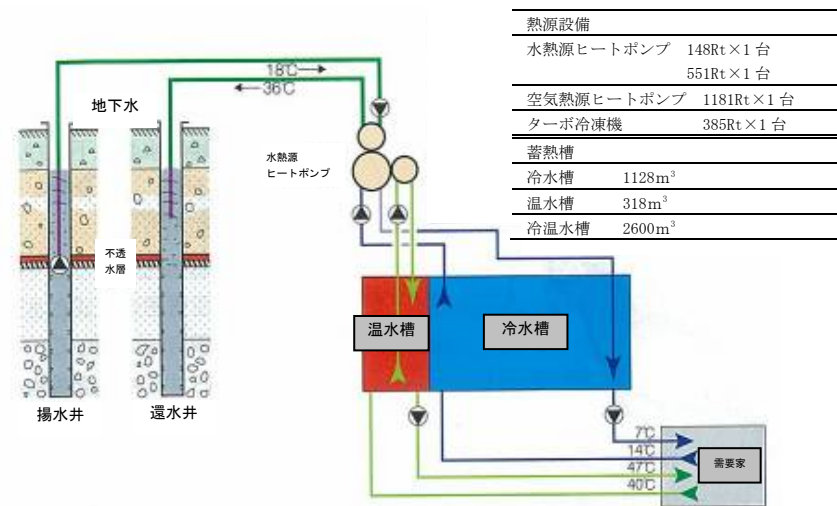 熱源設備
水熱源ヒートポンプ 148Rt×1 台
551Rt×1 台
空気熱源ヒートポンプ 1181Rt×1 台
ターボ冷凍機 385Rt×1 台
蓄熱槽
冷水槽 1128m³
温水槽 318m³
冷温水槽 2600m³
18℃
36℃
地下水
水熱源
ヒートポンプ
不透
水層
温水槽
冷水槽
揚水井
還水井
7℃
14℃
47℃
40℃
需要家